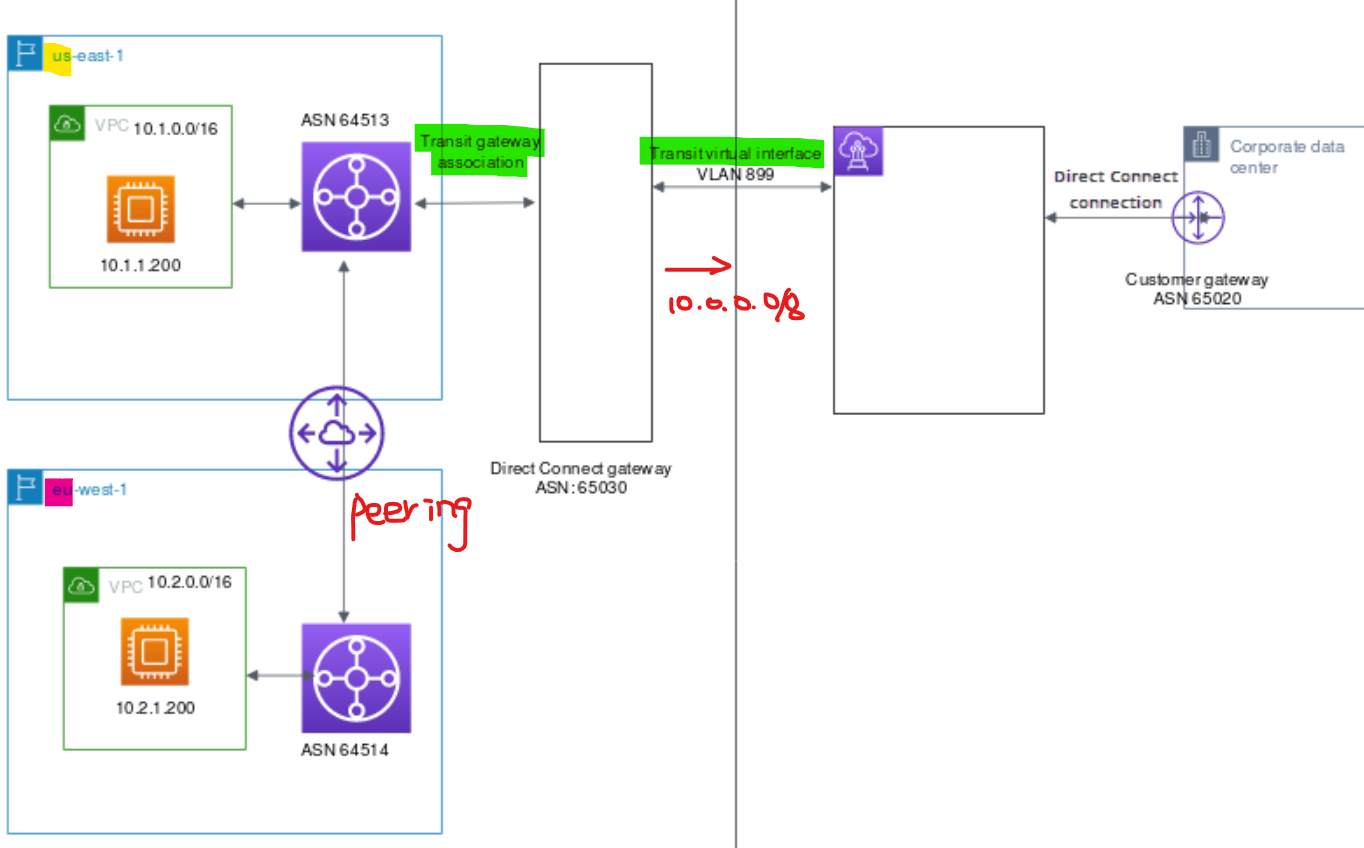 us-east-1
VPC 10.1.0.0/16
10.1.1.200
ASN 64513
Transit gateway
association
Transit virtual interface
VLAN 899
10.0.0.0/8
Direct Connect
connection
Corporate data
center
Customer gateway
ASN 65020
Direct Connect gateway
ASN:65030
Peering
eu-west-1
VPC 10.2.0.0/16
10.2.1.200
ASN 64514